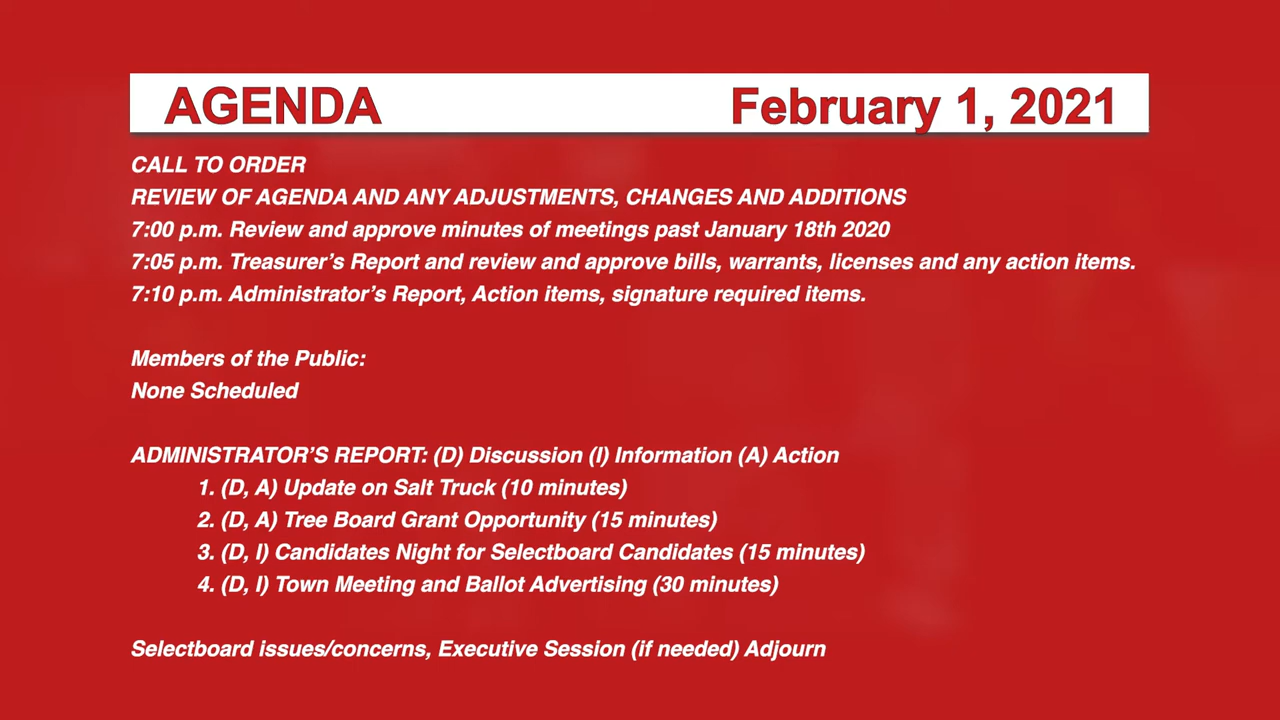 AGENDA February 1, 2021
CALL TO ORDER
REVIEW OF AGENDA AND ANY ADJUSTMENTS, CHANGES AND ADDITIONS
7:00 p.m. Review and approve minutes of meetings past January 18th 2020
7:05 p.m. Treasurer’s Report and review and approve bills, warrants, licenses and any action items.
7:10 p.m. Administrator’s Report, Action items, signature required items.
Members of the Public:
None Scheduled
ADMINISTRATOR’S REPORT: (D) Discussion (I) Information (A) Action
1. (D, A) Update on Salt Truck (10 minutes)
2. (D, A) Tree Board Grant Opportunity (15 minutes)
3. (D, I) Candidates Night for Selectboard Candidates (15 minutes)
4. (D, I) Town Meeting and Ballot Advertising (30 minutes)
Selectboard issues/concerns, Executive Session (if needed) Adjourn